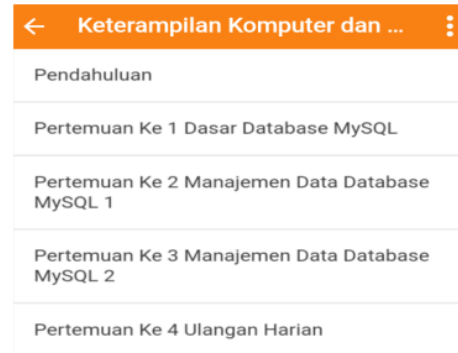 Keterampilan Komputer dan ...
Pendahuluan
Pertemuan Ke 1 Dasar Database MySQL
Pertemuan Ke 2 Manajemen Data Database
MySQL 1
Pertemuan Ke 3 Manajemen Data Database
MySQL 2
Pertemuan Ke 4 Ulangan Harian